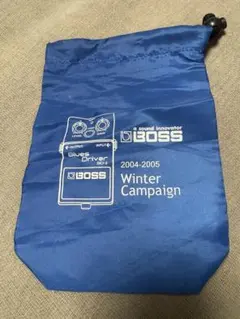 a sound innovator
BOSS
2004-2005
Winter
Campaign
Blues Driver
BD-2
BOSS